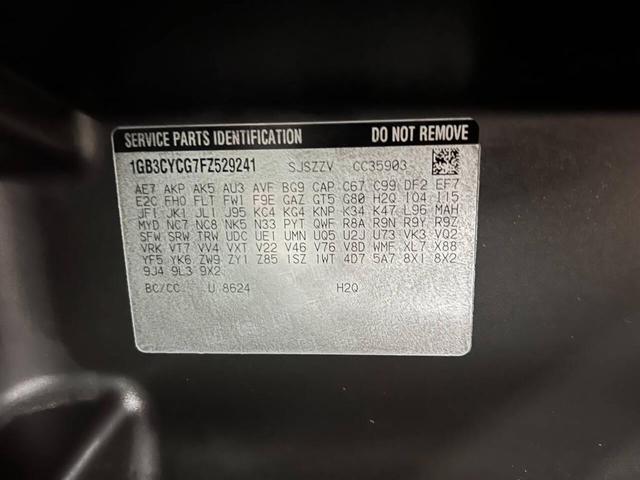 SERVICE PARTS IDENTIFICATION DO NOT REMOVE
1GB3CYCG7FZ529241 SJSZZV CC35903
AE7 AKP AK5 AU3 AVF BG9 CAP C67 C99 DF2 EF7
E2C FHO FLT FW1 F9E GAZ GT5 G80 H2Q IO4 I15
JF1 JK1 JL1 J95 KC4 KG4 KNP K34 K47 L96 MAH
MYD NC7 NC8 NK5 N33 PYT QWF R8A R9N R9Y R97
SFW SRW TRW UDC UE1 UMN UQ5 U2J U73 VK3 VQ2
VRK VT7 VV4 VXT V22 V46 V76 V8D WMF XL7 X88
YF5 YK6 ZW9 ZY1 Z85 1SZ 1WT 4D7 5A7 8X1 8X2
9J4 9L3 9X2
BC/CC U 8624 H2Q